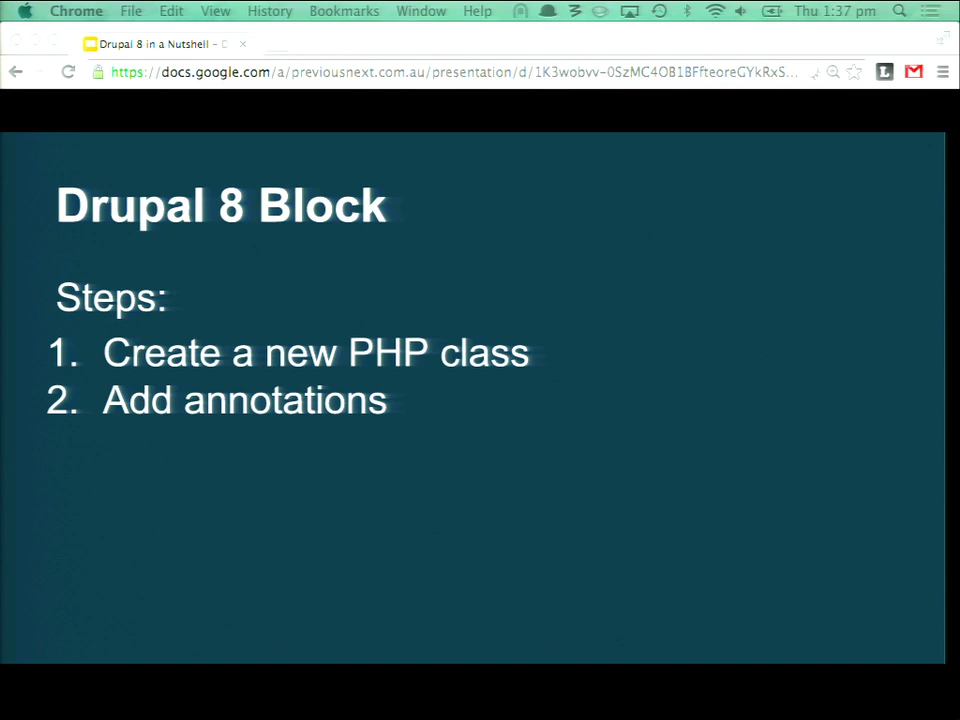 Chrome File Edit View History Bookmarks Window Help Thu 1:37 pm
Drupal 8 in a Nutshell – D
https://docs.google.com/a/previousnext.com.au/presentation/d/1K3wobvv-0SzMC4OB1BFfteoreGYkRxS...
Drupal 8 Block
Steps:
1. Create a new PHP class
2. Add annotations